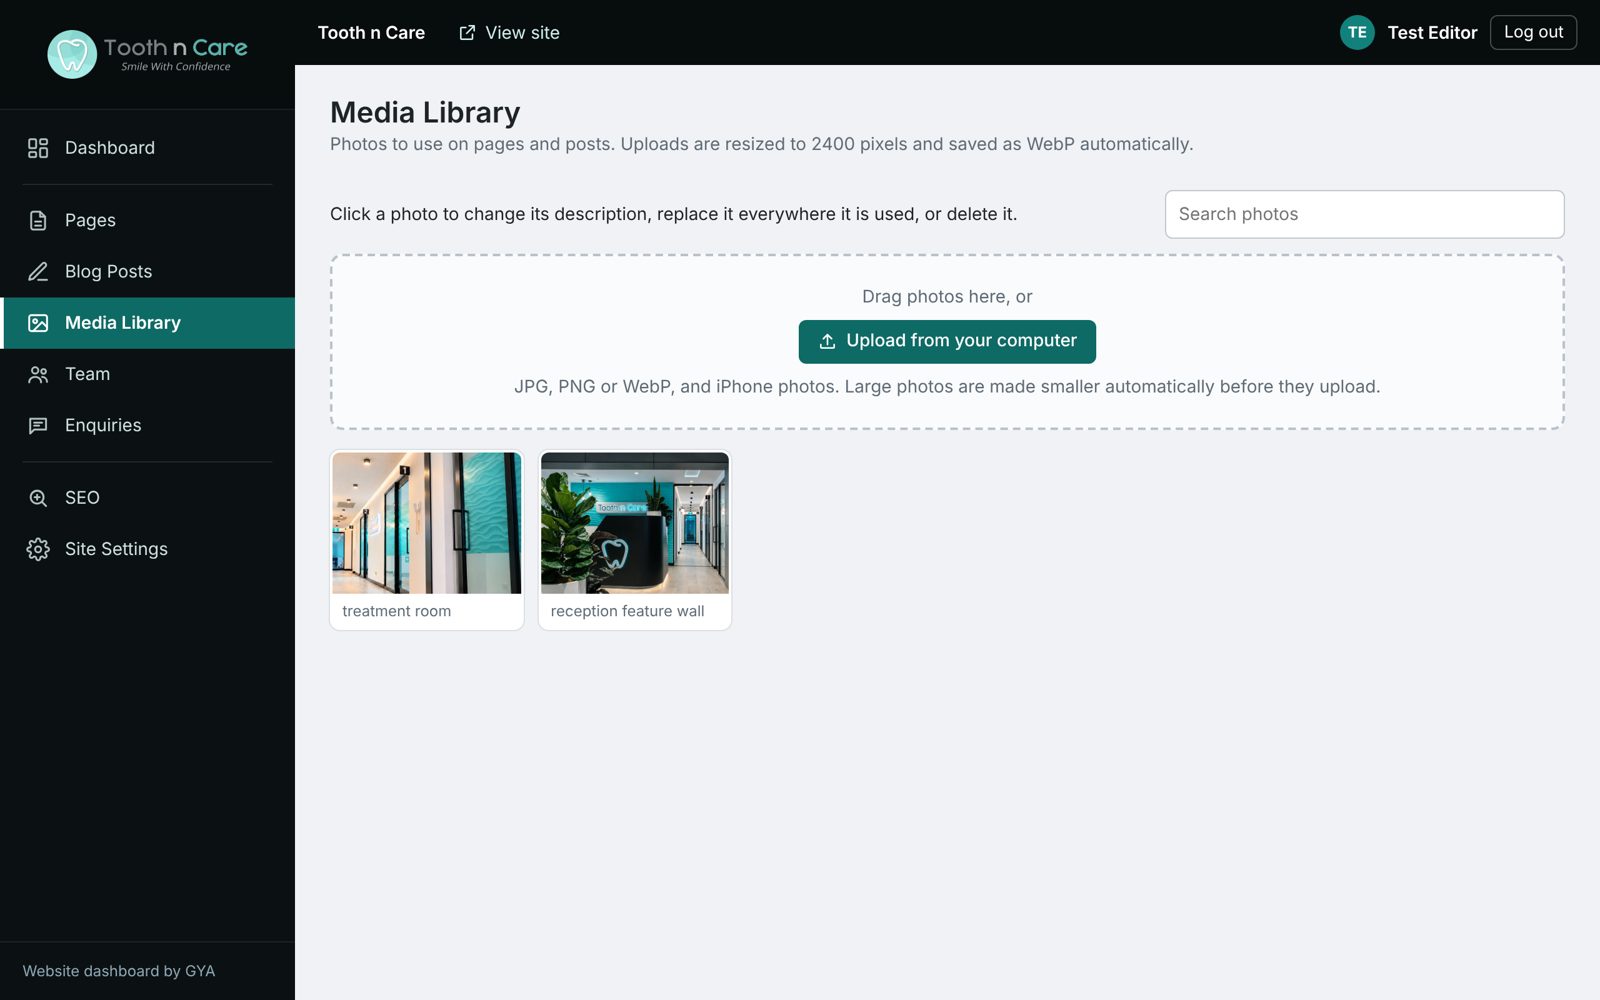 Tooth n Care
Smile With Confidence
Tooth n Care
View site
TE
Test Editor
Log out
Dashboard
Pages
Blog Posts
Media Library
Team
Enquiries
SEO
Site Settings
Website dashboard by GYA
Media Library
Photos to use on pages and posts. Uploads are resized to 2400 pixels and saved as WebP automatically.
Click a photo to change its description, replace it everywhere it is used, or delete it.
Search photos
Drag photos here, or
Upload from your computer
JPG, PNG or WebP, and iPhone photos. Large photos are made smaller automatically before they upload.
treatment room
Tooth n Care
reception feature wall